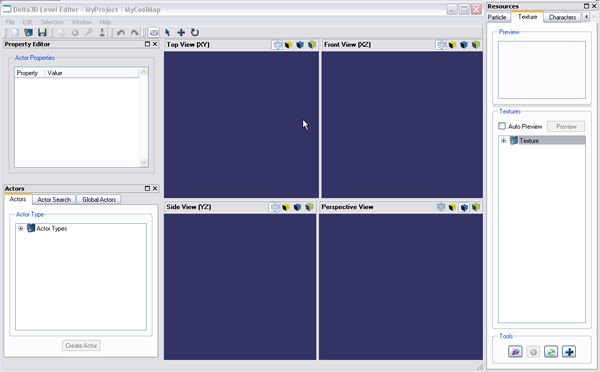 Delta3D Level Editor - MyProject - MyCoolMap
File Edit Selection Window Help
Property Editor
Actor Properties
Property Value
Actors
Actors Actor Search Global Actors
Actor Type
Actor Types
Create Actor
Top View (XY)
Front View (XZ)
Side View (YZ)
Perspective View
Resources
Particle Texture Characters
Preview
Textures
Auto Preview Preview
Texture
Tools